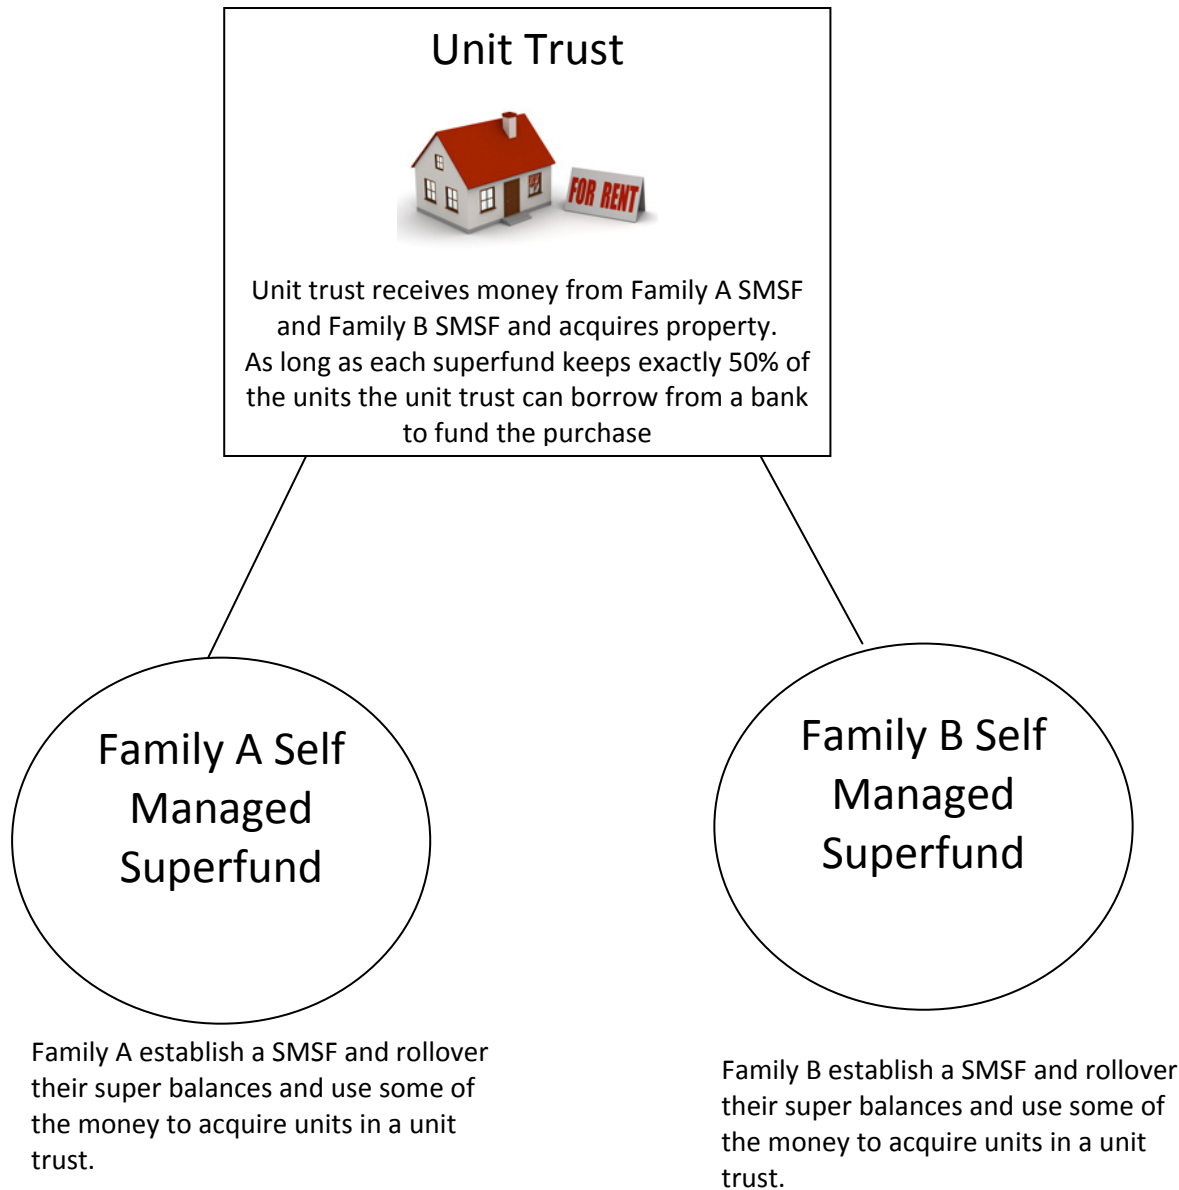 Unit Trust
FOR RENT
Unit trust receives money from Family A SMSF
and Family B SMSF and acquires property.
As long as each superfund keeps exactly 50% of
the units the unit trust can borrow from a bank
to fund the purchase
Family A Self
Managed
Superfund
Family B Self
Managed
Superfund
Family A establish a SMSF and rollover
their super balances and use some of
the money to acquire units in a unit
trust.
Family B establish a SMSF and rollover
their super balances and use some of
the money to acquire units in a unit
trust.